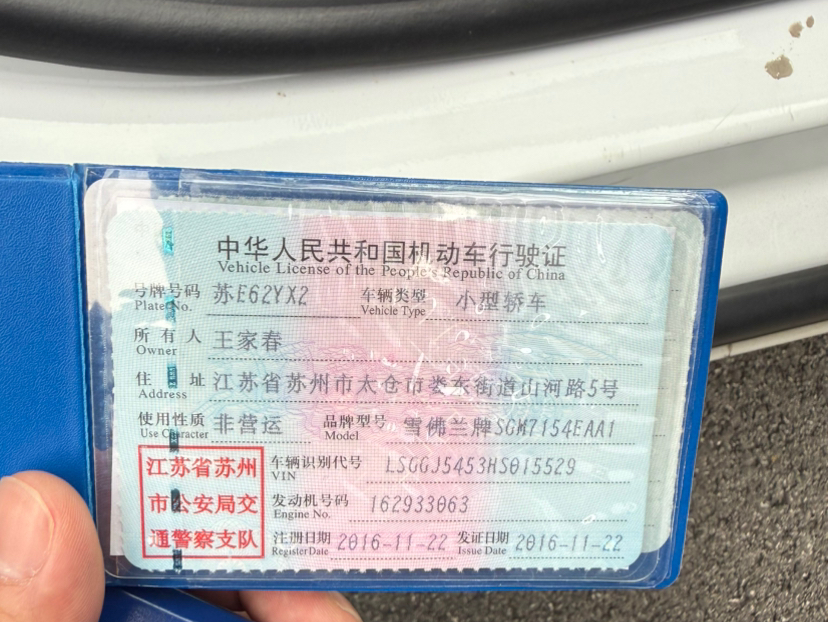 中华人民共和国机动车行驶证
Vehicle License of the People's Republic of China
号牌号码 苏E62YX2 车辆类型 小型轿车
Plate No. Vehicle Type
所有人 王家春
Owner
住址 江苏省苏州市太仓市娄东街道山河路5号
Address
使用性质 非营运 品牌型号 雪佛兰牌SGM7154EAA1
Use Character Model
江苏省苏州
市公安局交
通警察支队
车辆识别代号 LSGGJ5453HS015529
VIN
发动机号码 162933063
Engine No.
注册日期 2016-11-22 发证日期 2016-11-22
Register Date Issue Date